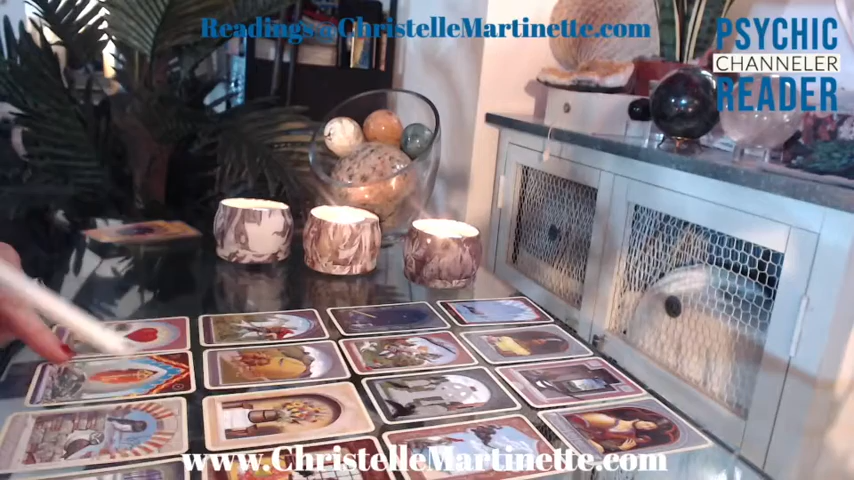 Readings@ChristelleMartinette.com
PSYCHIC
CHANNELER
READER
www.ChristelleMartinette.com